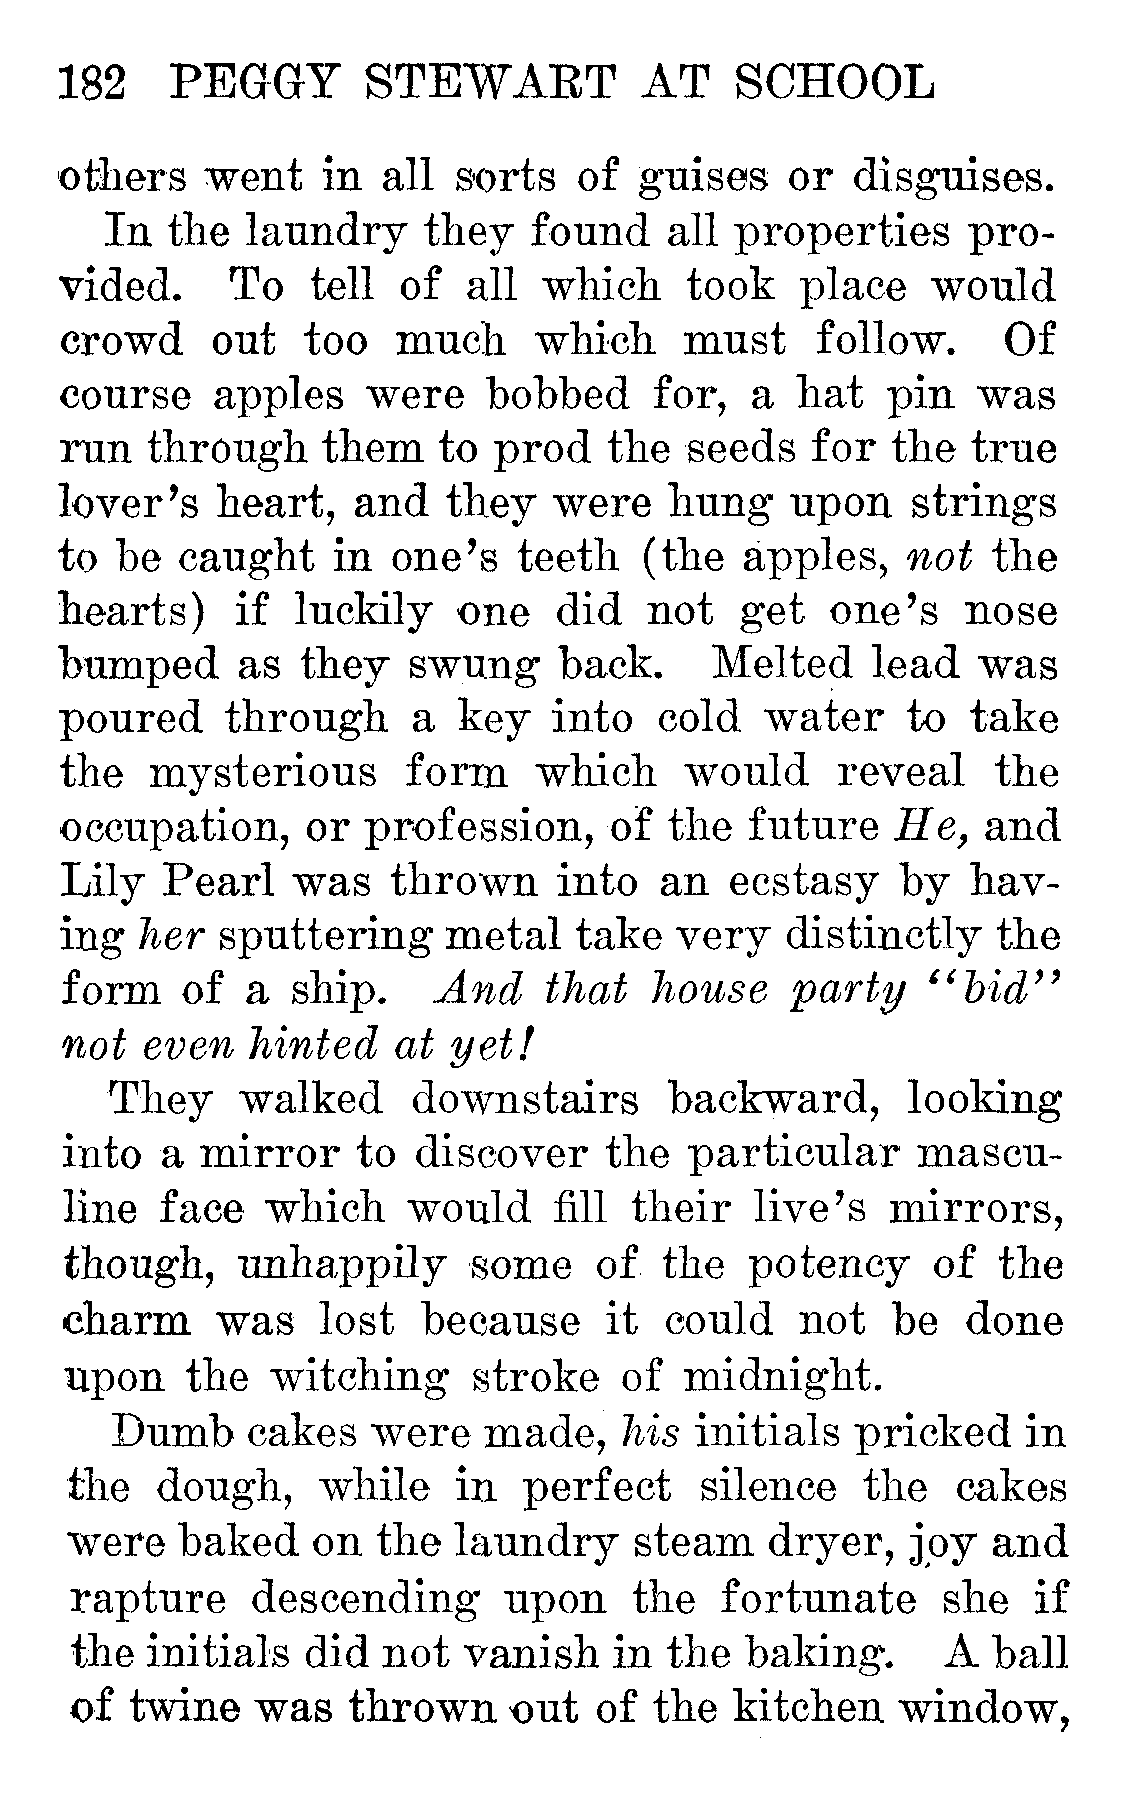 182 PEGGY STEWART AT SCHOOL
others went in all sorts of guises or disguises.
In the laundry they found all properties pro-
vided. To tell of all which took place would
crowd out too much which must follow. Of
course apples were bobbed for, a hat pin was
run through them to prod the seeds for the true
lover's heart, and they were hung upon strings
to be caught in one's teeth (the apples, not the
hearts) if luckily one did not get one's nose
bumped as they swung back. Melted lead was
poured through a key into cold water to take
the mysterious form which would reveal the
occupation, or profession, of the future He, and
Lily Pearl was thrown into an ecstasy by hav-
ing her sputtering metal take very distinctly the
form of a ship. And that house party "bid"
not even hinted at yet!
They walked downstairs backward, looking
into a mirror to discover the particular mascu-
line face which would fill their live's mirrors,
though, unhappily some of the potency of the
charm was lost because it could not be done
upon the witching stroke of midnight.
Dumb cakes were made, his initials pricked in
the dough, while in perfect silence the cakes
were baked on the laundry steam dryer, joy and
rapture descending upon the fortunate she if
the initials did not vanish in the baking. A ball
of twine was thrown out of the kitchen window,